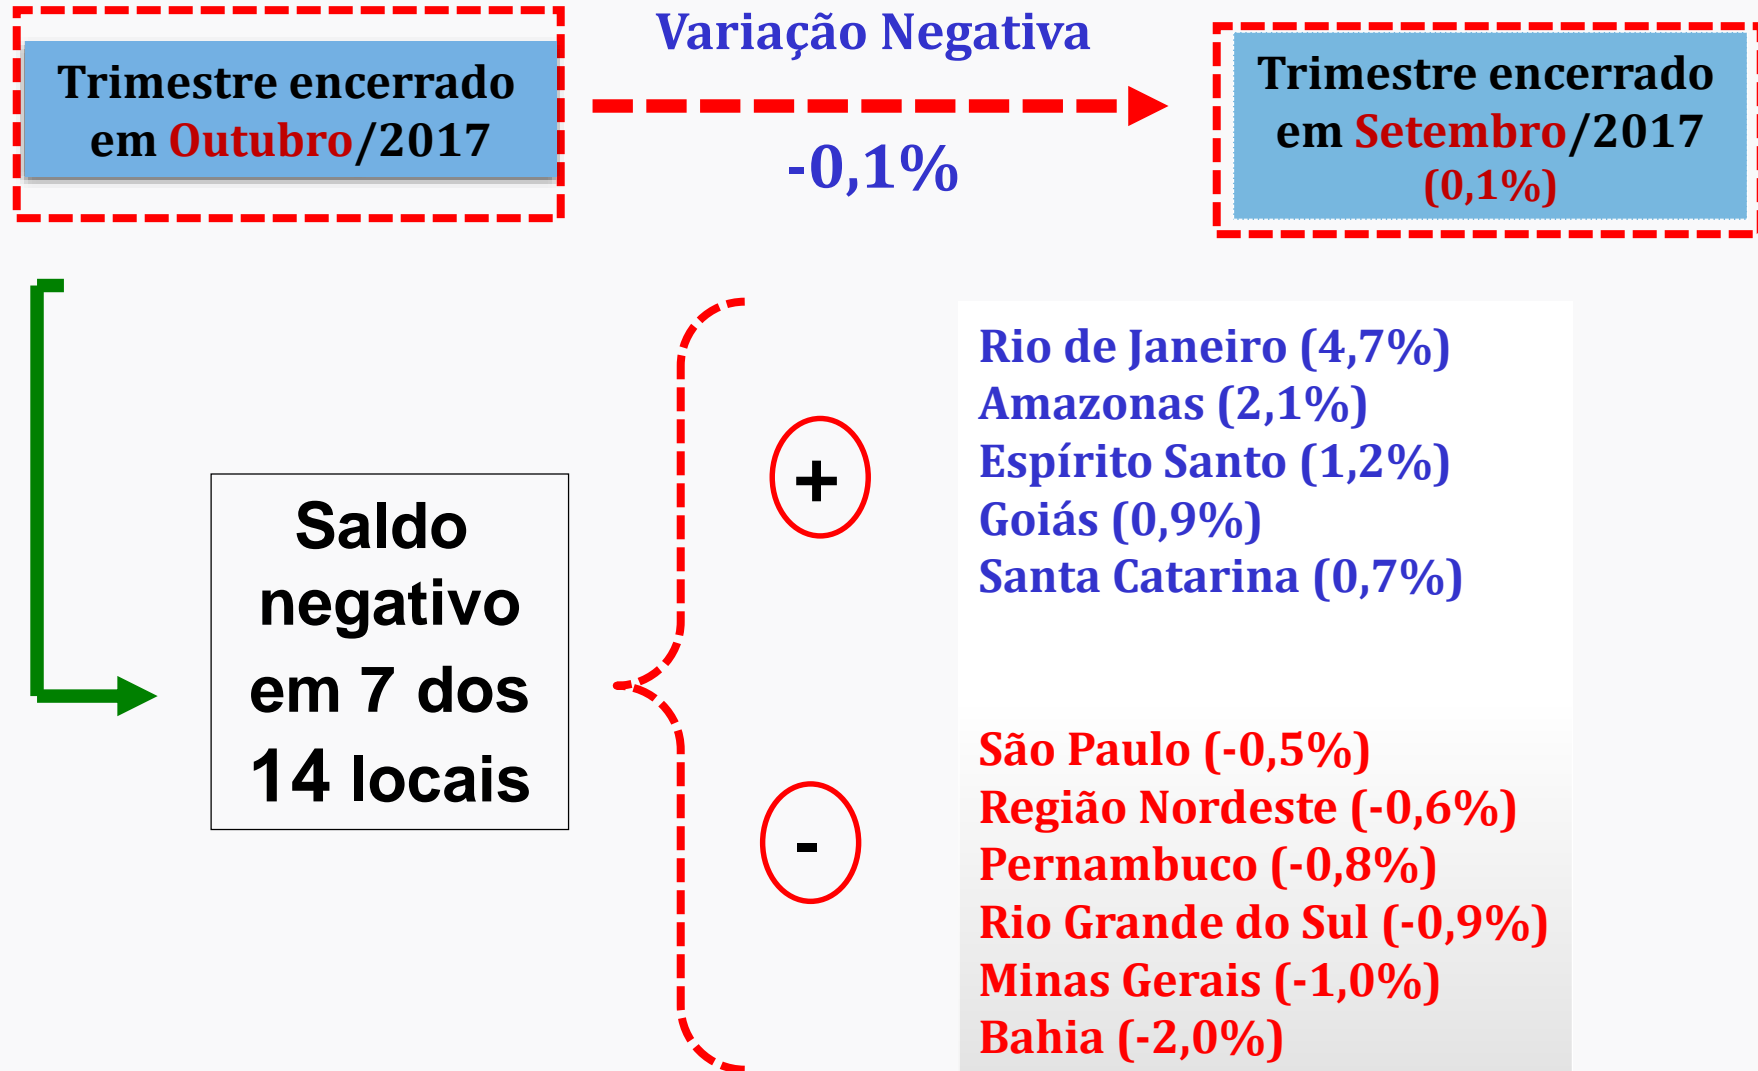 Trimestre encerrado
em Outubro/2017
Variação Negativa
-0,1%
Trimestre encerrado
em Setembro/2017
(0,1%)
Saldo
negativo
em 7 dos
14 locais
+
Rio de Janeiro (4,7%)
Amazonas (2,1%)
Espírito Santo (1,2%)
Goiás (0,9%)
Santa Catarina (0,7%)
-
São Paulo (-0,5%)
Região Nordeste (-0,6%)
Pernambuco (-0,8%)
Rio Grande do Sul (-0,9%)
Minas Gerais (-1,0%)
Bahia (-2,0%)